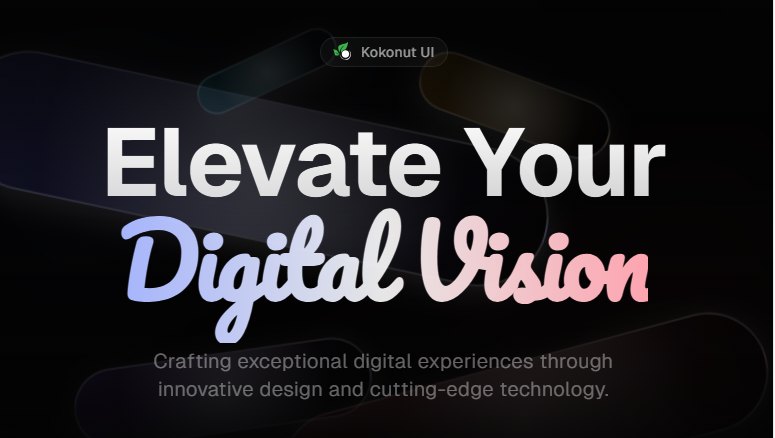 Kokonut UI
Elevate Your
Digital Vision
Crafting exceptional digital experiences through
innovative design and cutting-edge technology.